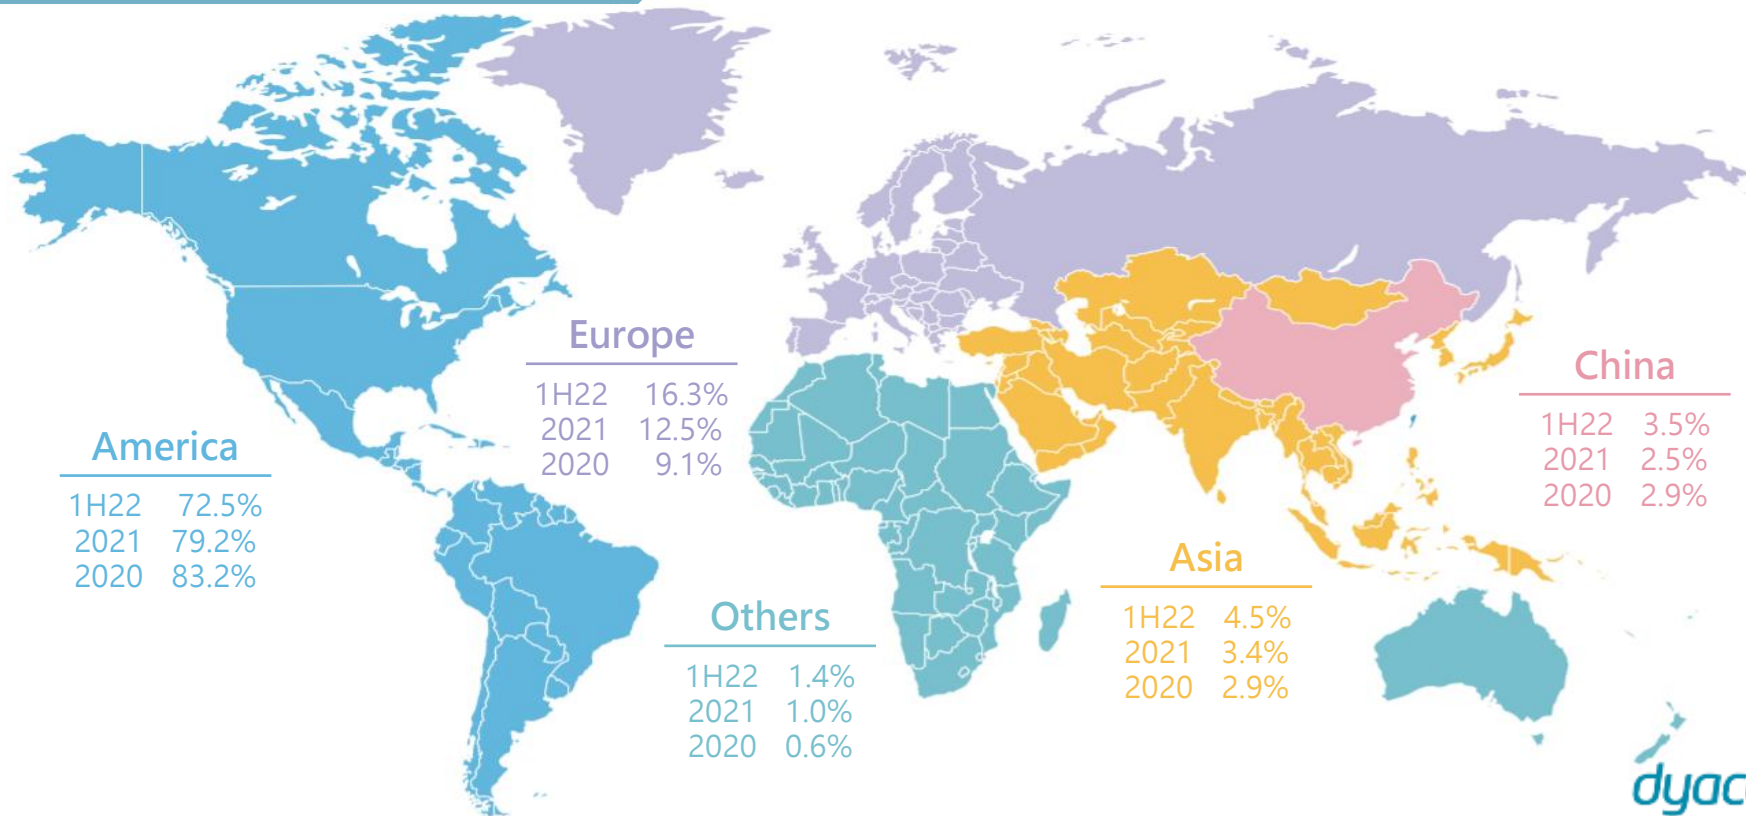 Europe
1H22 16.3%
2021 12.5%
2020 9.1%
China
1H22 3.5%
2021 2.5%
2020 2.9%
America
1H22 72.5%
2021 79.2%
2020 83.2%
Asia
1H22 4.5%
2021 3.4%
2020 2.9%
Others
1H22 1.4%
2021 1.0%
2020 0.6%